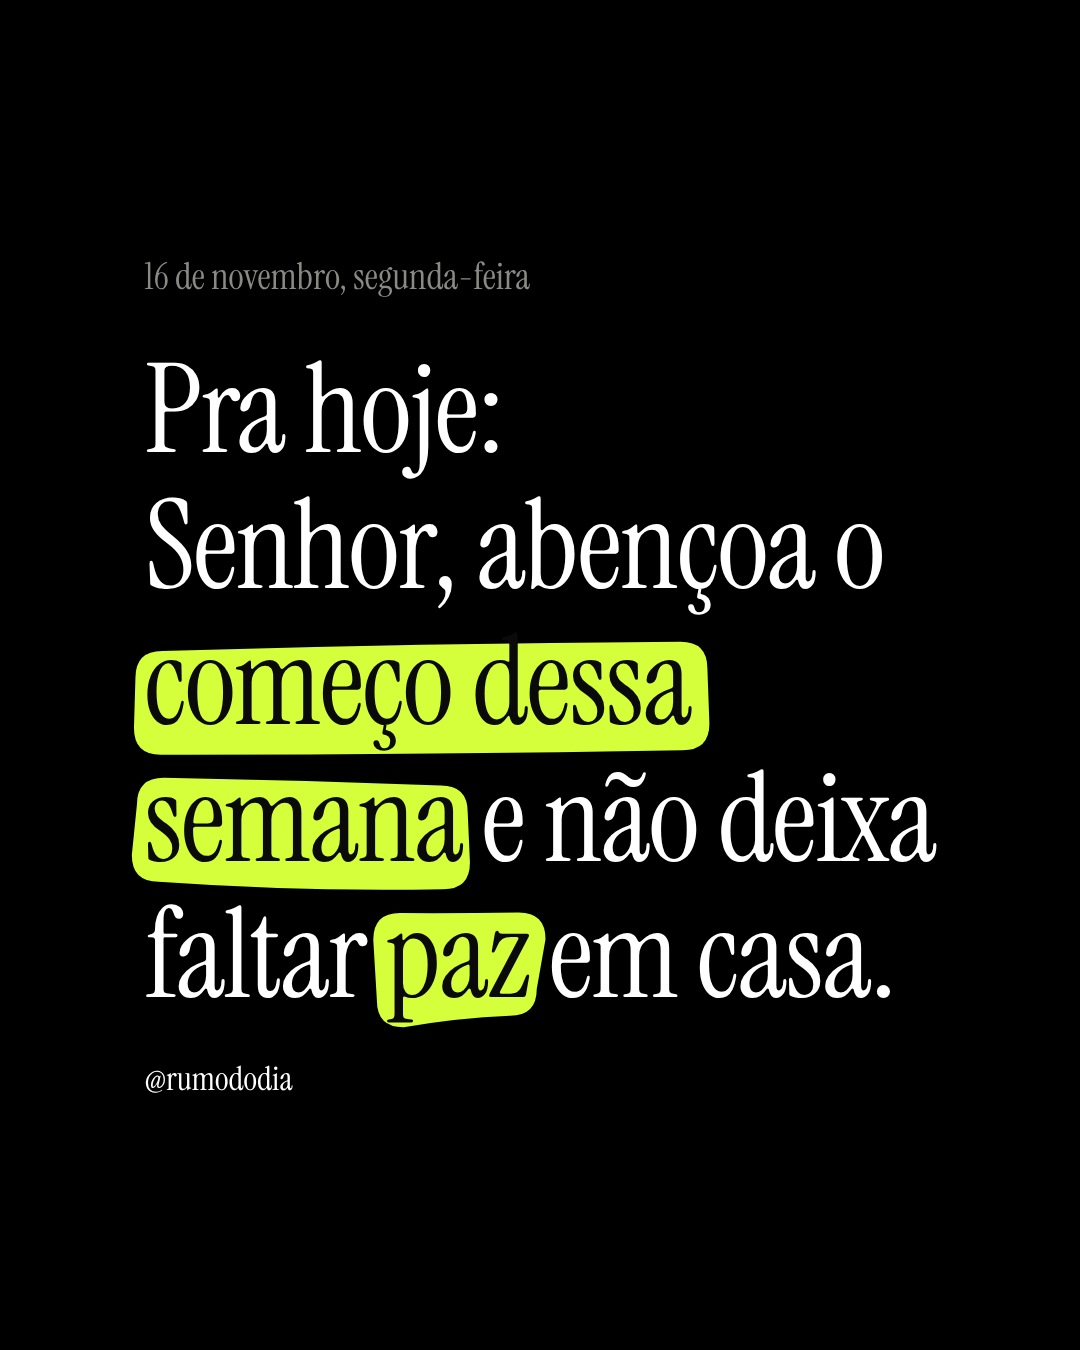 16 de novembro, segunda-feira
Pra hoje:
Senhor, abençoa o
começo dessa
semana e não deixa
faltar paz em casa.
@rumododia